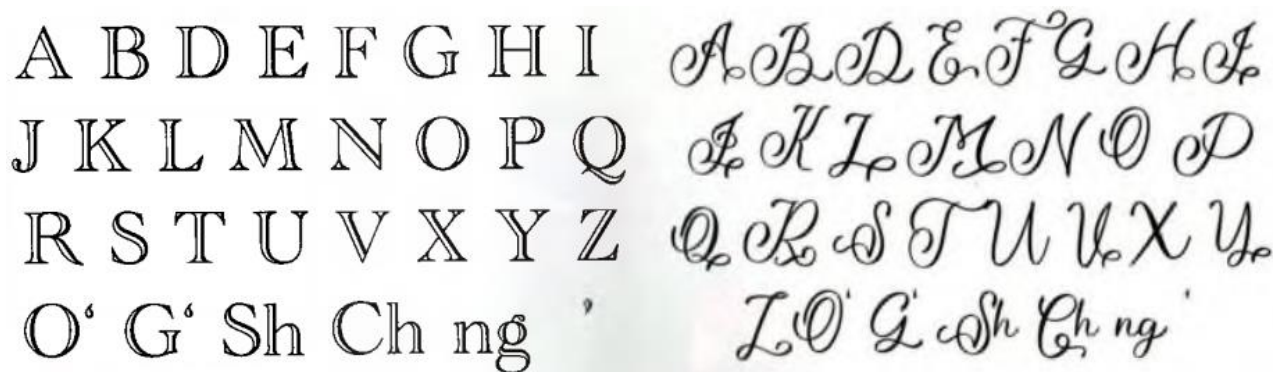 A B D E F G H I
J K L M N O P Q
R S T U V X Y Z
O‘ G‘ Sh Ch ng ’
A B D E F G H I
J K L M N O P
Q R S T U V X Y
Z O‘ G‘ Sh Ch ng ’